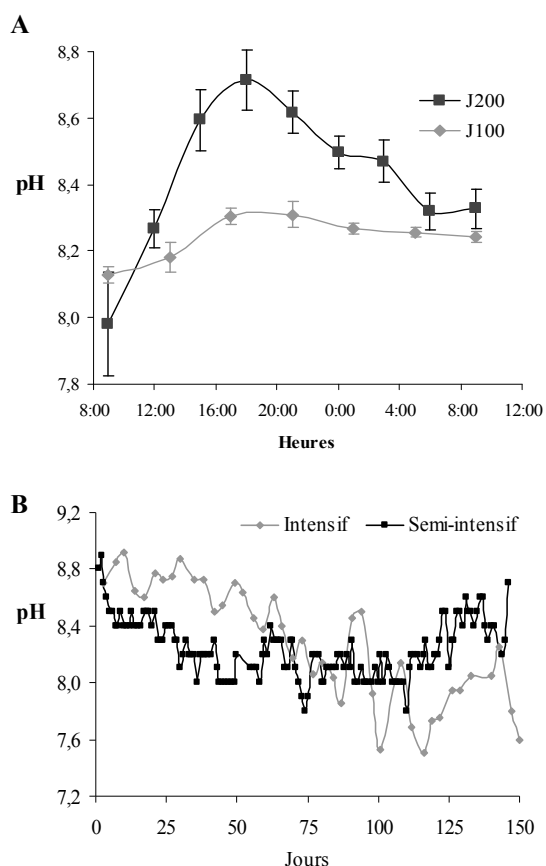 A
8,8
8,6
8,4
8,2
8,0
7,8
pH
J200
J100
8:00 12:00 16:00 20:00 0:00 4:00 8:00 12:00
Heures
B
9,2
8,8
8,4
8,0
7,6
7,2
pH
Intensif Semi-intensif
0 25 50 75 100 125 150
Jours